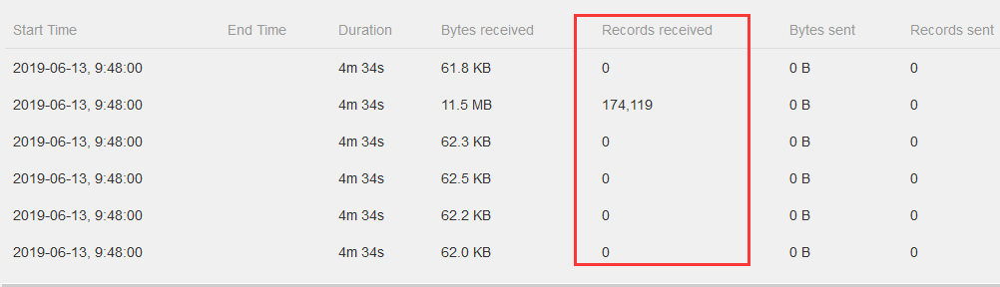 Start Time End Time Duration Bytes received Records received Bytes sent Records sent
2019-06-13, 9:48:00 4m 34s 61.8 KB 0 0 B 0
2019-06-13, 9:48:00 4m 34s 11.5 MB 174,119 0 B 0
2019-06-13, 9:48:00 4m 34s 62.3 KB 0 0 B 0
2019-06-13, 9:48:00 4m 34s 62.5 KB 0 0 B 0
2019-06-13, 9:48:00 4m 34s 62.2 KB 0 0 B 0
2019-06-13, 9:48:00 4m 34s 62.0 KB 0 0 B 0